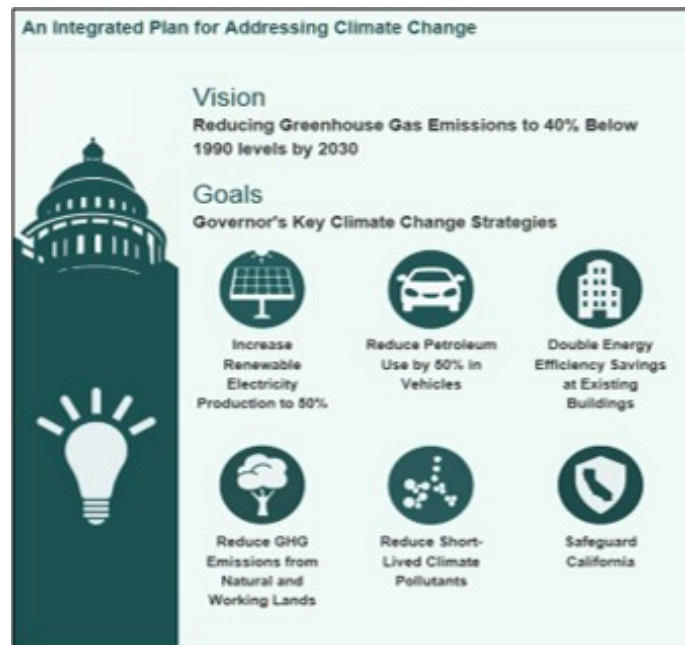 An Integrated Plan for Addressing Climate Change
Vision
Reducing Greenhouse Gas Emissions to 40% Below
1990 levels by 2030
Goals
Governor's Key Climate Change Strategies
Increase
Renewable
Electricity
Production to 50%
Reduce Petroleum
Use by 50% in
Vehicles
Double Energy
Efficiency Savings
at Existing
Buildings
Reduce GHG
Emissions from
Natural and
Working Lands
Reduce Short-
Lived Climate
Pollutants
Safeguard
California